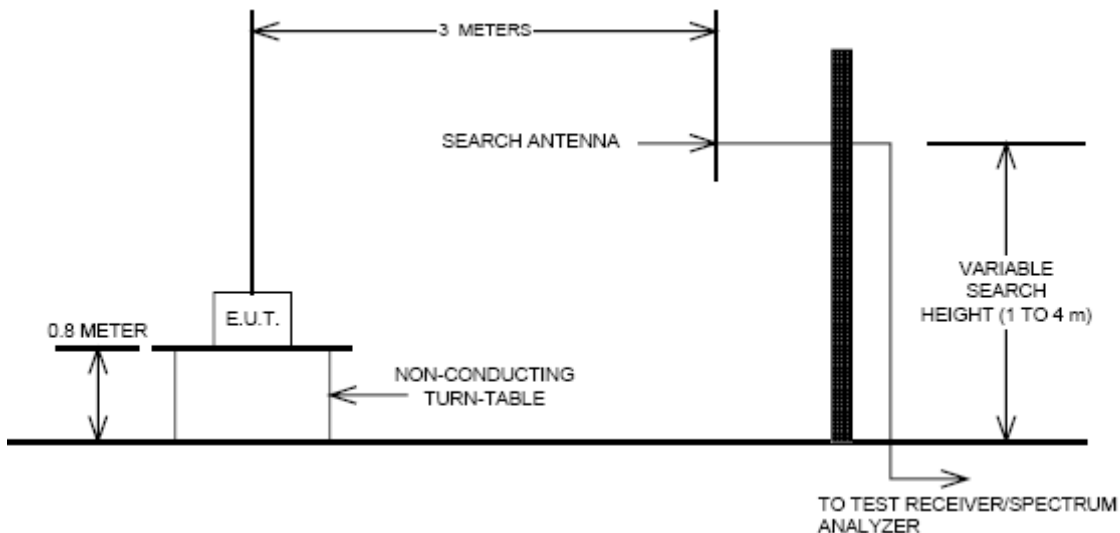 3 METERS
SEARCH ANTENNA
VARIABLE
SEARCH
HEIGHT (1 TO 4 m)
E.U.T.
0.8 METER
NON-CONDUCTING
TURN-TABLE
TO TEST RECEIVER/SPECTRUM
ANALYZER